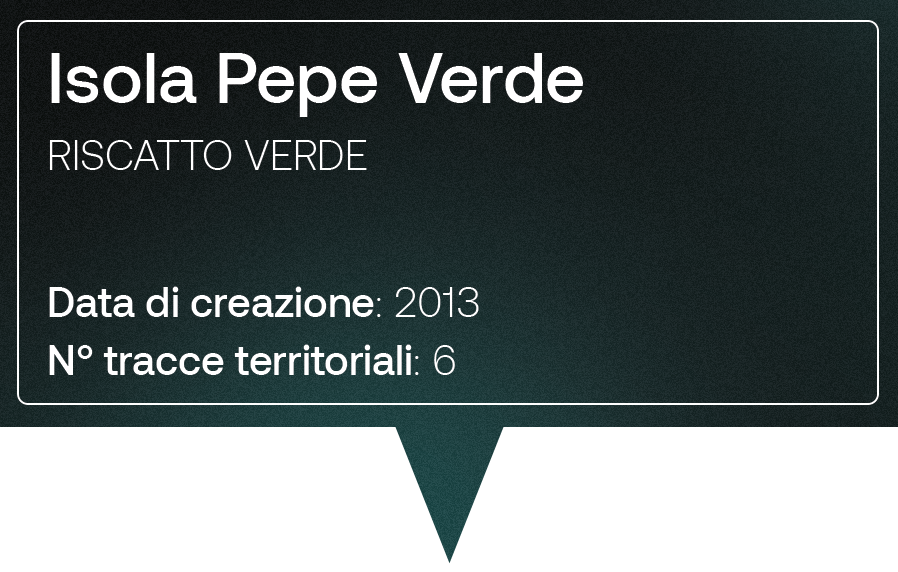 Isola Pepe Verde
RISCATTO VERDE
Data di creazione: 2013
N° tracce territoriali: 6